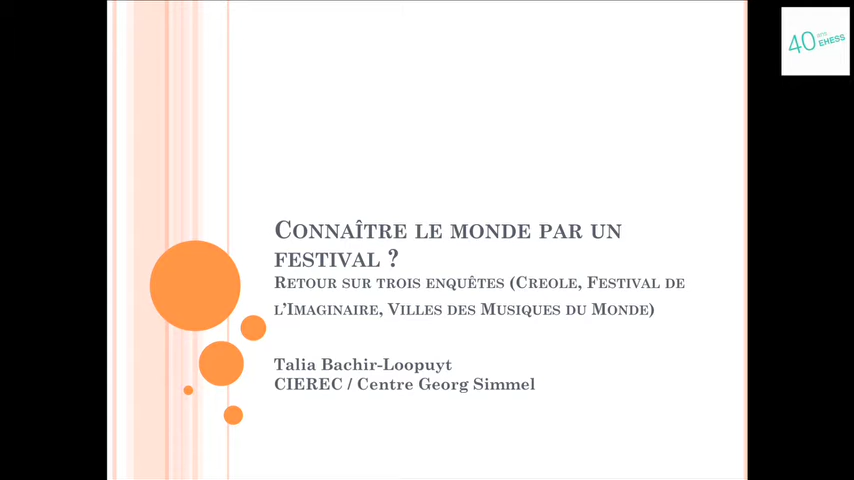 40 ans
EHESS
Connaître le monde par un
festival ?
Retour sur trois enquêtes (Creole, Festival de
l'Imaginaire, Villes des Musiques du Monde)
Talia Bachir-Loopuyt
CIEREC / Centre Georg Simmel